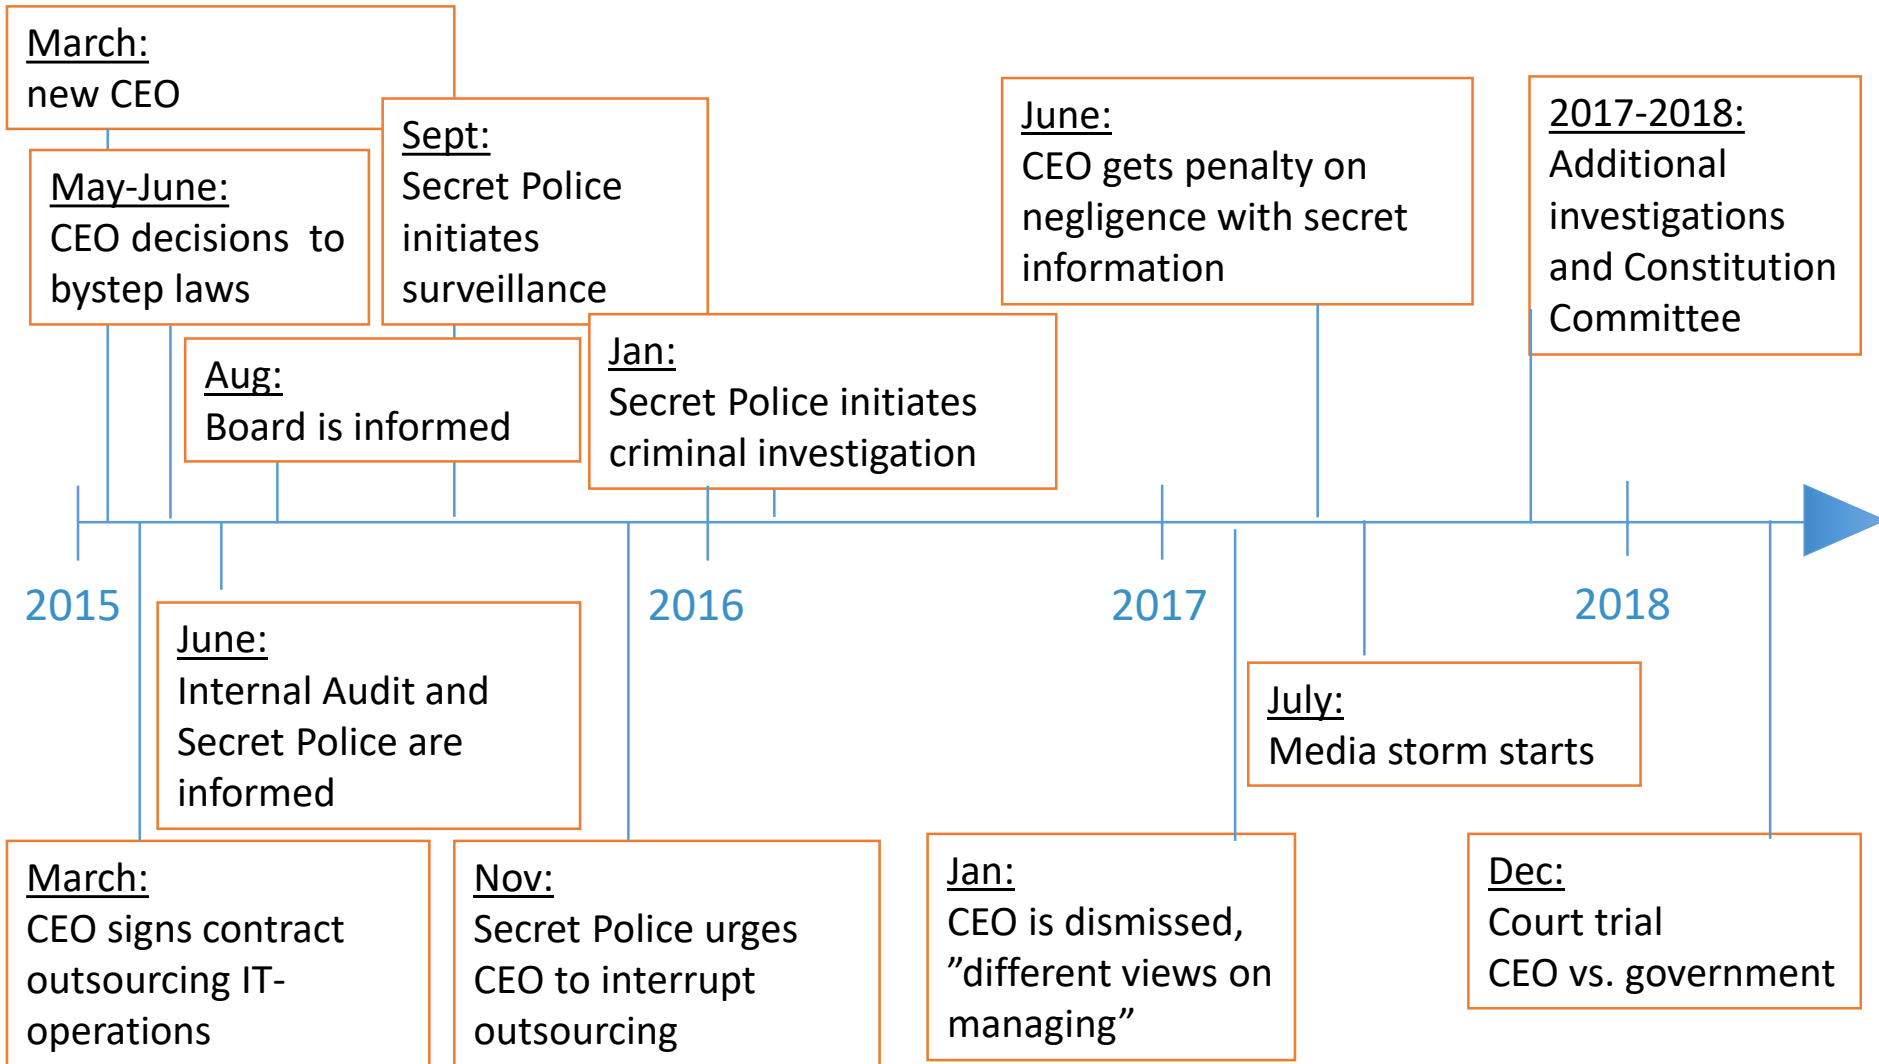 March:
new CEO
May-June:
CEO decisions  to
bystep laws
Sept:
Secret Police
initiates
surveillance
Aug:
Board is informed
Jan:
Secret Police initiates
criminal investigation
June:
CEO gets penalty on
negligence with secret
information
2017-2018:
Additional
investigations
and Constitution
Committee
2015
2016
2017
2018
June:
Internal Audit and
Secret Police are
informed
March:
CEO signs contract
outsourcing IT-
operations
Nov:
Secret Police urges
CEO to interrupt
outsourcing
Jan:
CEO is dismissed,
”different views on
managing”
July:
Media storm starts
Dec:
Court trial
CEO vs. government